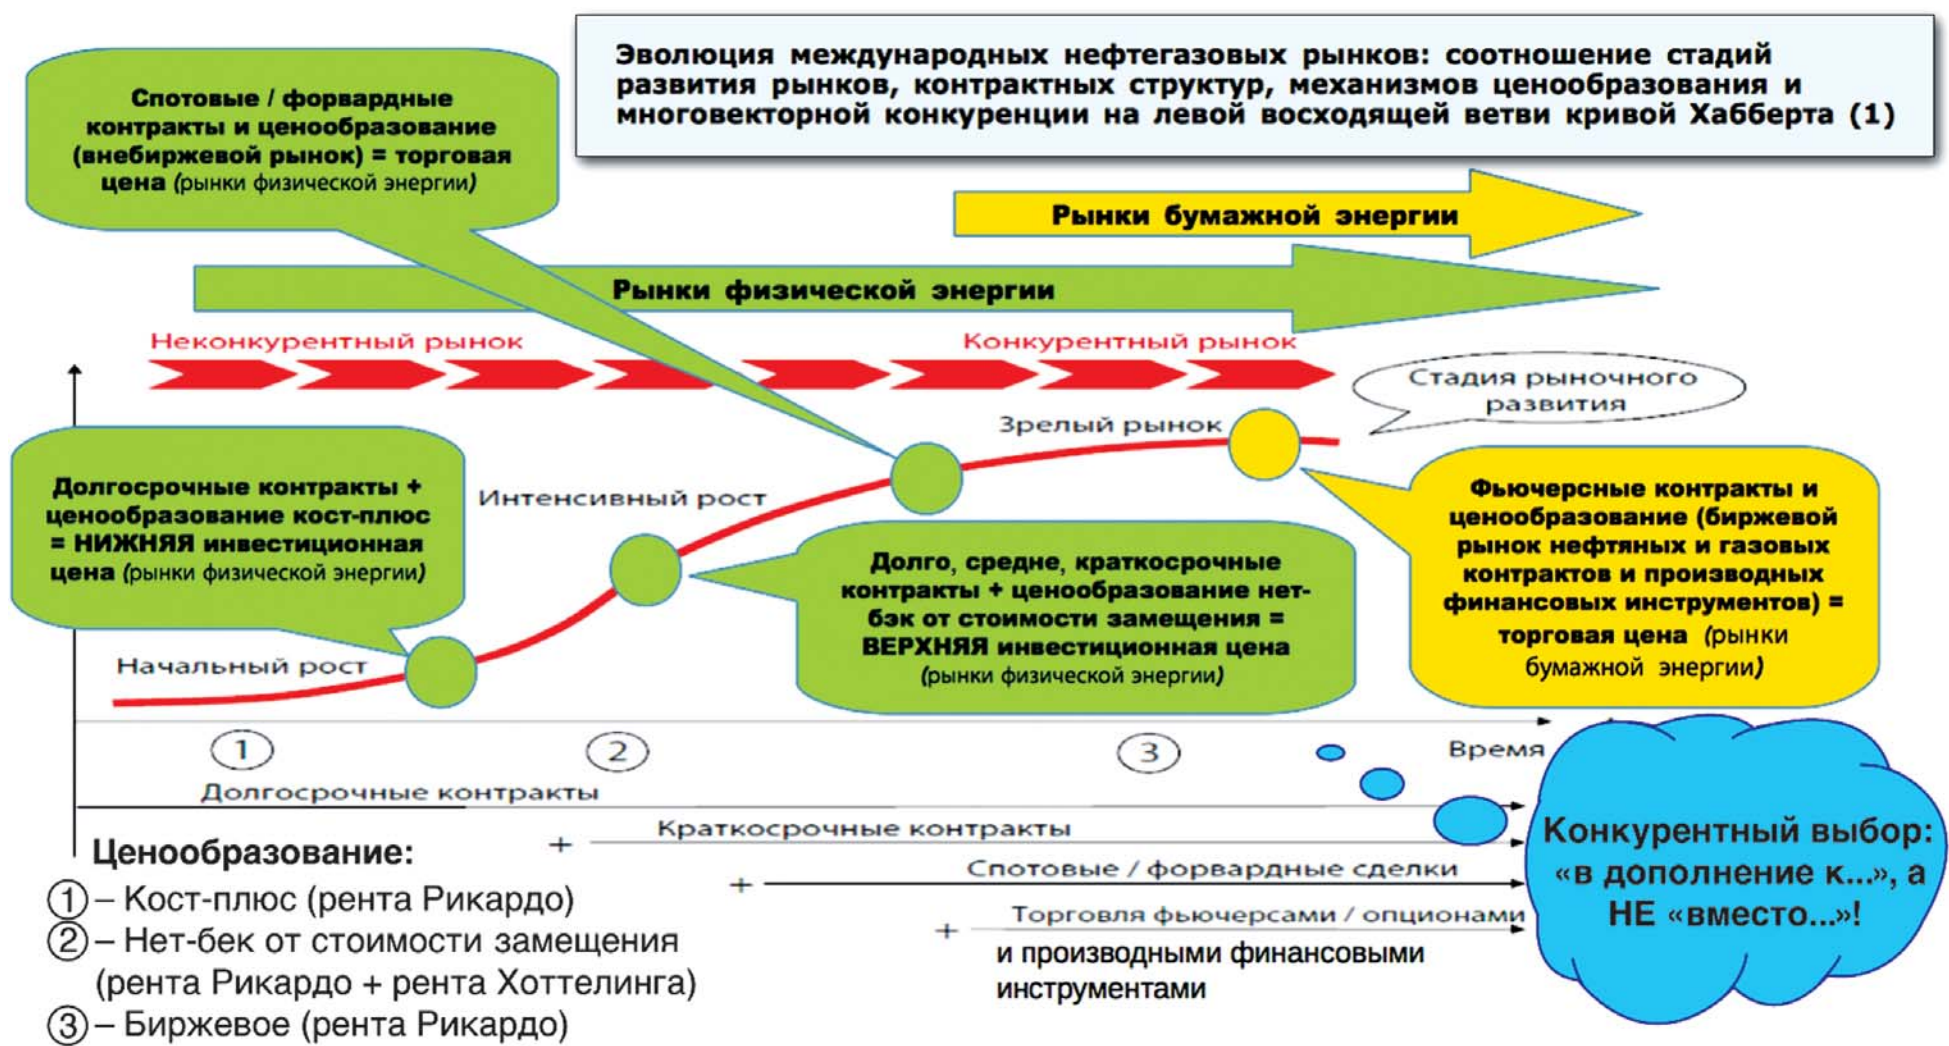 Эволюция международных нефтегазовых рынков: соотношение стадий
развития рынков, контрактных структур, механизмов ценообразования и
многовекторной конкуренции на левой восходящей ветви кривой Хабберта (1)
Спотовые / форвардные
контракты и ценообразование
(внебиржевой рынок) = торговая
цена (рынки физической энергии)
Рынки бумажной энергии
Рынки физической энергии
Неконкурентный рынок
Конкурентный рынок
Стадия рыночного
развития
Зрелый рынок
Интенсивный рост
Долгосрочные контракты +
ценообразование кост-плюс
= НИЖНЯЯ инвестиционная
цена (рынки физической энергии)
Начальный рост
Долго, средне, краткосрочные
контракты + ценообразование нет-
бэк от стоимости замещения =
ВЕРХНЯЯ инвестиционная цена
(рынки физической энергии)
Фьючерсные контракты и
ценообразование (биржевой
рынок нефтяных и газовых
контрактов и производных
финансовых инструментов) =
торговая цена (рынки
бумажной энергии)
1
2
3
Время
Долгосрочные контракты
+ Краткосрочные контракты
+ Спотовые / форвардные сделки
+ Торговля фьючерсами / опционами
и производными финансовыми
инструментами
Конкурентный выбор:
«в дополнение к...», а
НЕ «вместо...»!
Ценообразование:
1 – Кост-плюс (рента Рикардо)
2 – Нет-бек от стоимости замещения
(рента Рикардо + рента Хоттелинга)
3 – Биржевое (рента Рикардо)